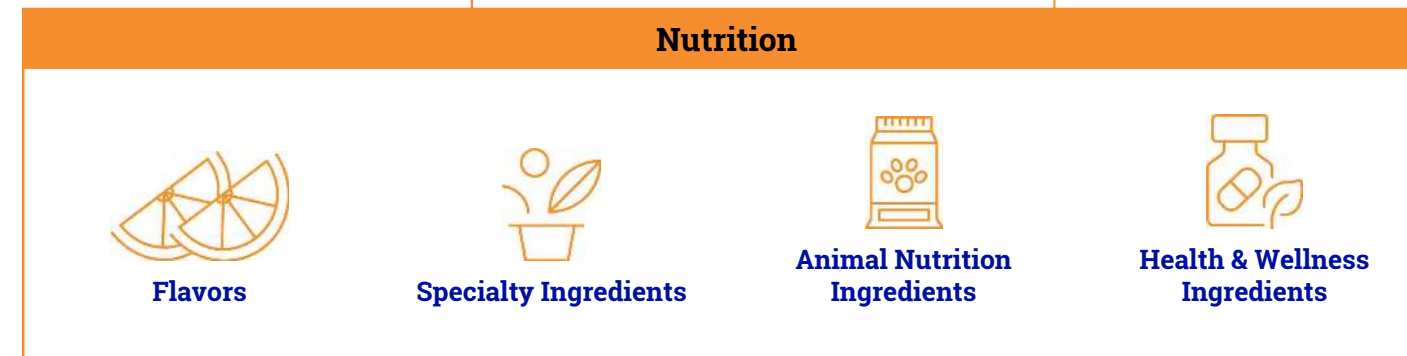 Nutrition
Flavors
Specialty Ingredients
Animal Nutrition
Ingredients
Health & Wellness
Ingredients